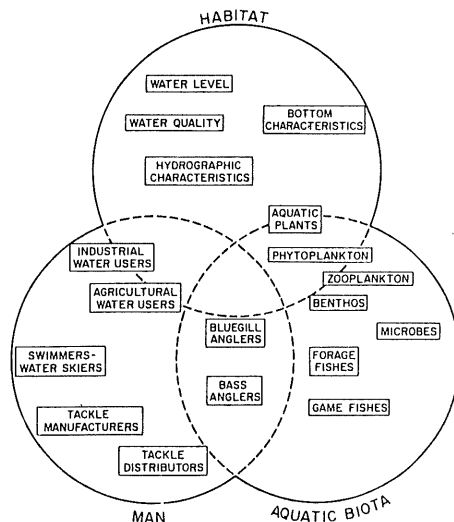 HABITAT
WATER LEVEL
BOTTOM
CHARACTERISTICS
WATER QUALITY
HYDROGRAPHIC
CHARACTERISTICS
AQUATIC
PLANTS
INDUSTRIAL
WATER USERS
PHYTOPLANKTON
ZOOPLANKTON
AGRICULTURAL
WATER USERS
BENTHOS
BLUEGILL
ANGLERS
MICROBES
SWIMMERS-
WATER SKIERS
FORAGE
FISHES
BASS
ANGLERS
TACKLE
MANUFACTURERS
GAME FISHES
TACKLE
DISTRIBUTORS
MAN
AQUATIC BIOTA